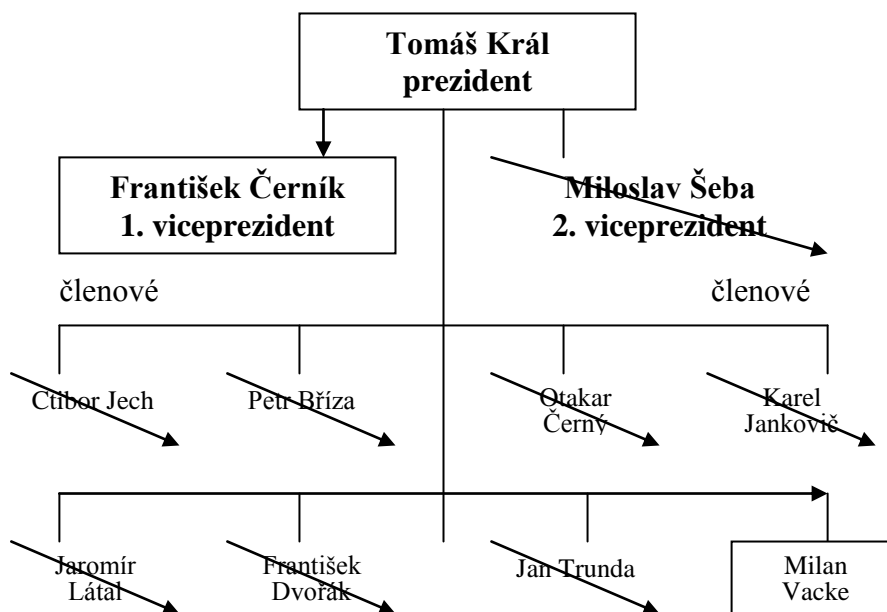 Tomáš Král
prezident
František Černík
1. viceprezident
Miloslav Šeba
2. viceprezident
členové
členové
Ctibor Jech
Petr Bříza
Otakar
Černý
Karel
Jankovič
Jaromír
Látal
František
Dvořák
Jan Trunda
Milan
Vacke